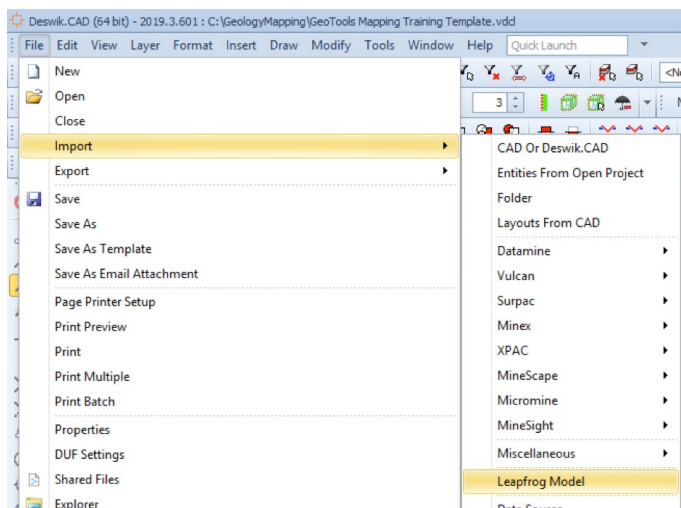 Deswik.CAD (64 bit) - 2019.3.601 : C:\GeologyMapping\GeoTools Mapping Training Template.vdcl
File Edit View Layer Format Insert Draw Modify Tools Window Help Quick Launch
New
Open
3
Close
Import
CAD Or Deswik.CAD
Export
Entities From Open Project
Folder
Save
Layouts From CAD
Save As
Save As Template
Datamine
Save As Email Attachment
Vulcan
Page Printer Setup
Surpac
Print Preview
Minex
Print
XPAC
Print Multiple
MineScape
Print Batch
Micromine
Properties
MineSight
DUF Settings
Miscellaneous
Shared Files
Leapfrog Model
Explorer
Data Source